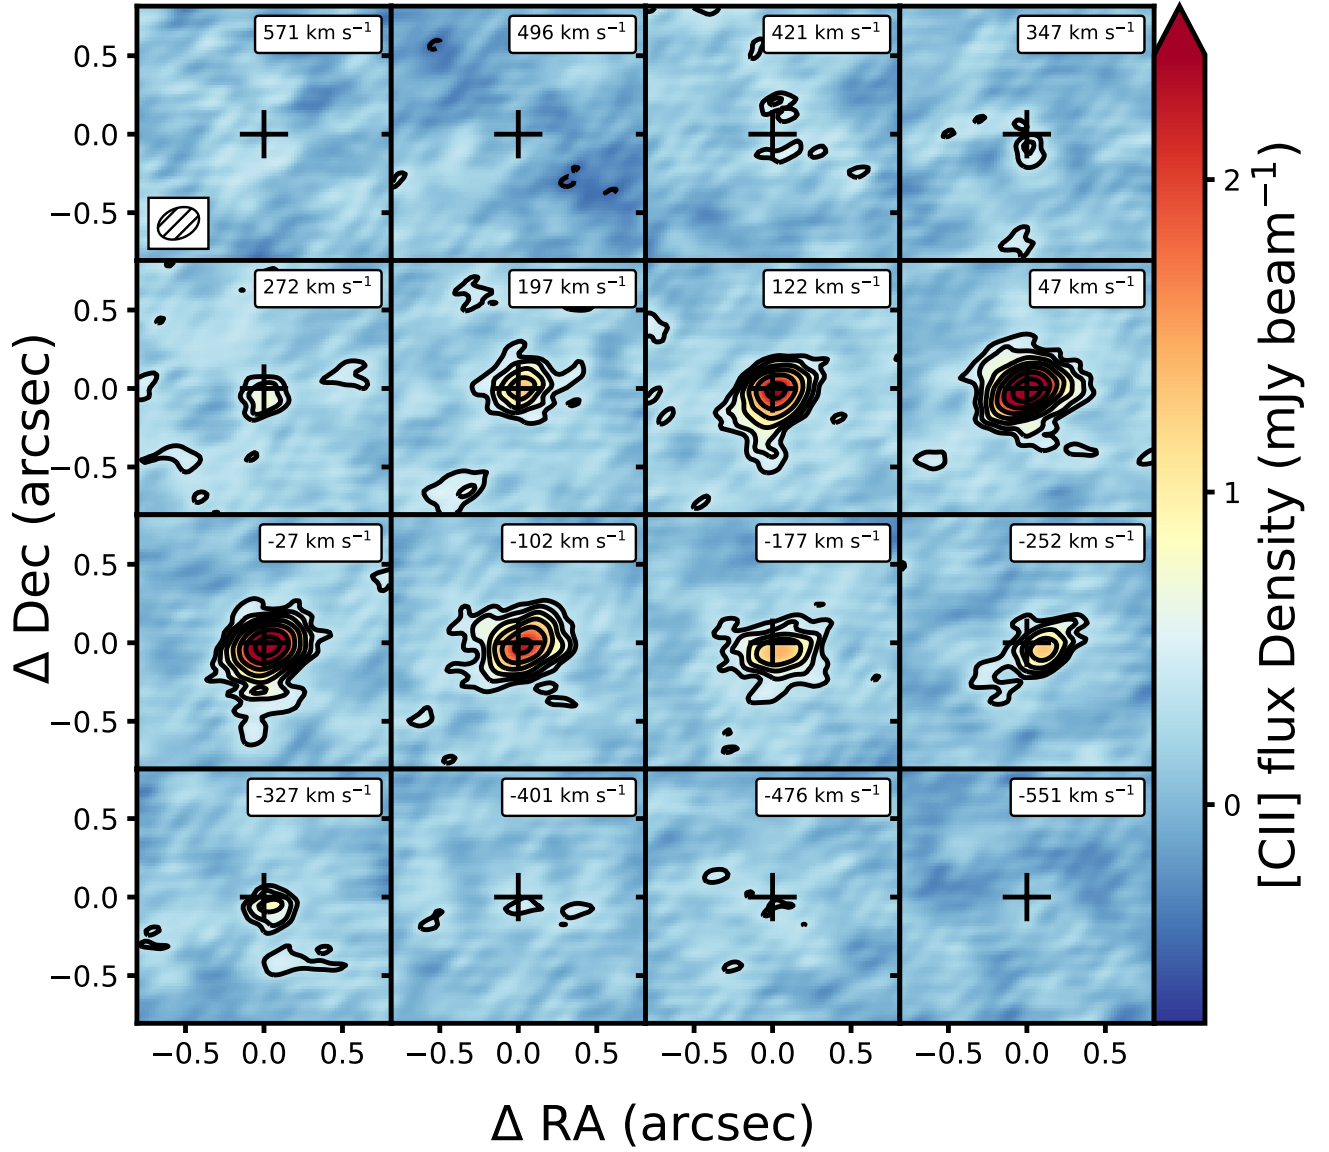 571 km s⁻¹ 496 km s⁻¹ 421 km s⁻¹ 347 km s⁻¹
0.5
0.0
−0.5
272 km s⁻¹ 197 km s⁻¹ 122 km s⁻¹ 47 km s⁻¹
0.5
0.0
−0.5
-27 km s⁻¹ -102 km s⁻¹ -177 km s⁻¹ -252 km s⁻¹
0.5
0.0
−0.5
-327 km s⁻¹ -401 km s⁻¹ -476 km s⁻¹ -551 km s⁻¹
0.5
0.0
−0.5
−0.5 0.0 0.5 −0.5 0.0 0.5 −0.5 0.0 0.5 −0.5 0.0 0.5
Δ RA (arcsec)
Δ Dec (arcsec)
2
1
0
[CII] flux Density (mJy beam⁻¹)